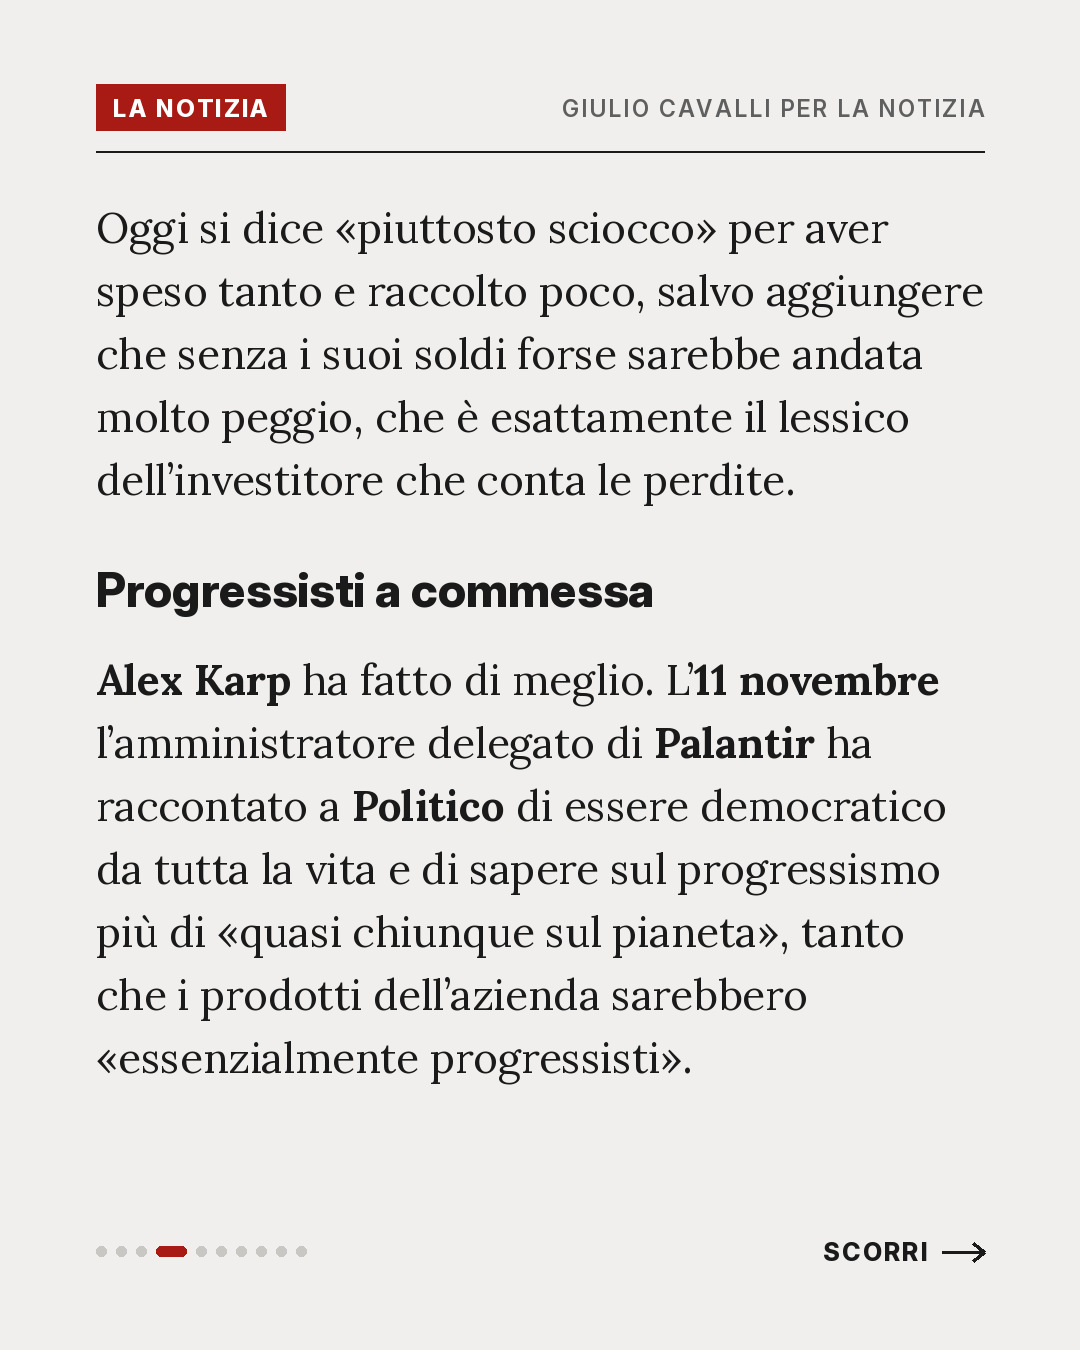 LA NOTIZIA
GIULIO CAVALLI PER LA NOTIZIA
Oggi si dice «piuttosto sciocco» per aver
speso tanto e raccolto poco, salvo aggiungere
che senza i suoi soldi forse sarebbe andata
molto peggio, che è esattamente il lessico
dell’investitore che conta le perdite.
Progressisti a commessa
Alex Karp ha fatto di meglio. L’11 novembre
l’amministratore delegato di Palantir ha
raccontato a Politico di essere democratico
da tutta la vita e di sapere sul progressismo
più di «quasi chiunque sul pianeta», tanto
che i prodotti dell’azienda sarebbero
«essenzialmente progressisti».
SCORRI